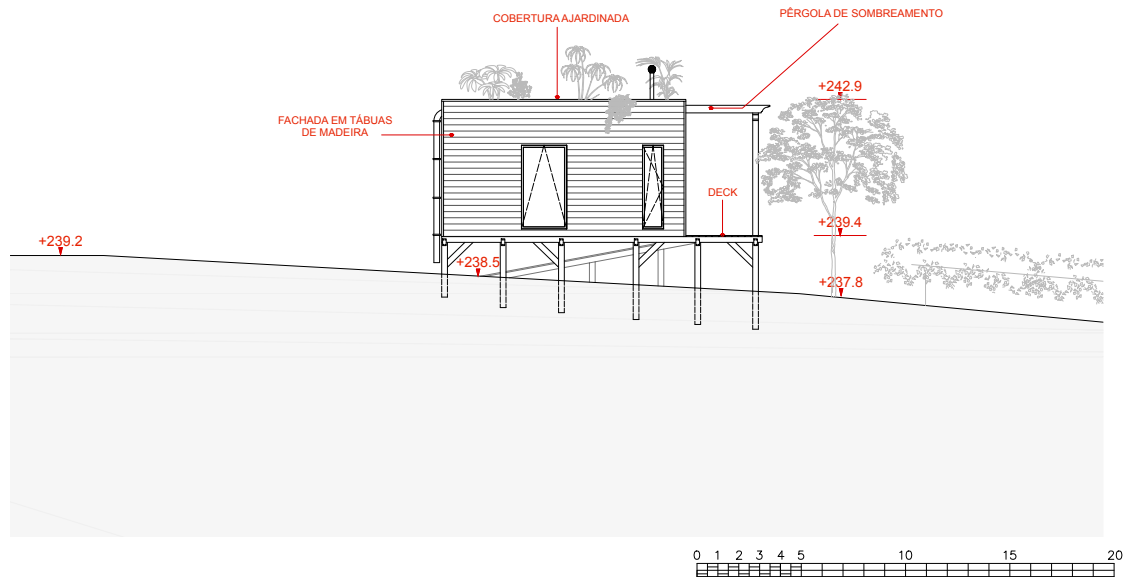 COBERTURA AJARDINADA
PÊRGOLA DE SOMBREAMENTO
+242.9
FACHADA EM TÁBUAS
DE MADEIRA
DECK
+239.4
+239.2
+238.5
+237.8
0 1 2 3 4 5 10 15 20